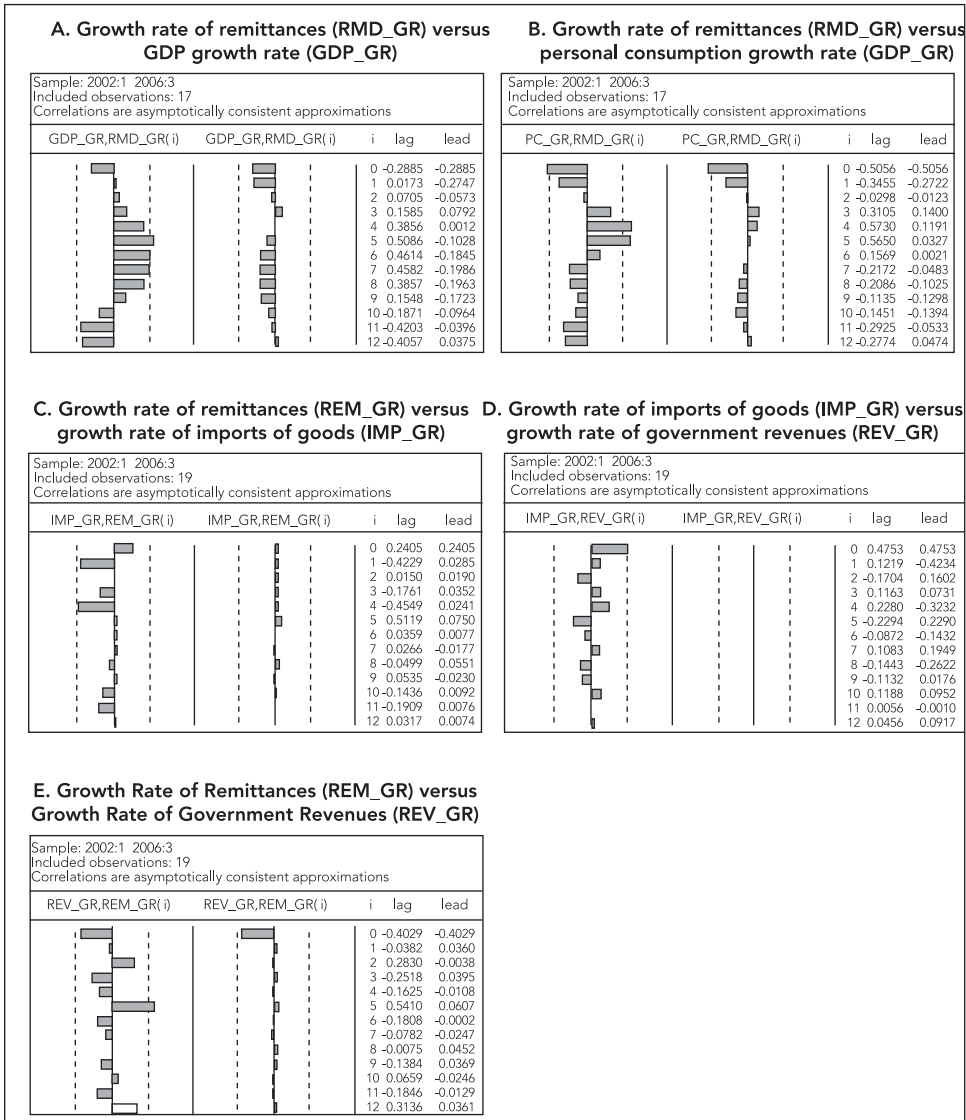 A. Growth rate of remittances (RMD_GR) versus
GDP growth rate (GDP_GR)
Sample: 2002:1 2006:3
Included observations: 17
Correlations are asymptotically consistent approximations
GDP_GR,RMD_GR(i) GDP_GR,RMD_GR(i) i lag lead
0 -0.2885 -0.2885
1 0.0173 -0.2747
2 0.0705 -0.0573
3 0.1585 0.0792
4 0.3856 0.0012
5 0.5086 -0.1028
6 0.4614 -0.1845
7 0.4582 -0.1986
8 0.3857 -0.1963
9 0.1548 -0.1723
10 -0.1871 -0.0964
11 -0.4203 -0.0396
12 -0.4057 0.0375
B. Growth rate of remittances (RMD_GR) versus
personal consumption growth rate (GDP_GR)
Sample: 2002:1 2006:3
Included observations: 17
Correlations are asymptotically consistent approximations
PC_GR,RMD_GR(i) PC_GR,RMD_GR(i) i lag lead
0 -0.5056 -0.5056
1 -0.3455 -0.2722
2 -0.0298 -0.0123
3 0.3105 0.1400
4 0.5730 0.1191
5 0.5650 0.0327
6 0.1569 0.0021
7 -0.2172 -0.0483
8 -0.2086 -0.1025
9 -0.1135 -0.1298
10 -0.1451 -0.1394
11 -0.2925 -0.0533
12 -0.2774 0.0474
C. Growth rate of remittances (REM_GR) versus
growth rate of imports of goods (IMP_GR)
Sample: 2002:1 2006:3
Included observations: 19
Correlations are asymptotically consistent approximations
IMP_GR,REM_GR(i) IMP_GR,REM_GR(i) i lag lead
0 0.2405 0.2405
1 -0.4229 0.0285
2 0.0150 0.0190
3 -0.1761 0.0352
4 -0.4549 0.0241
5 0.5119 0.0750
6 0.0359 0.0077
7 0.0266 -0.0177
8 -0.0499 0.0551
9 0.0535 -0.0230
10 -0.1436 0.0092
11 -0.1909 0.0076
12 0.0317 0.0074
D. Growth rate of imports of goods (IMP_GR) versus
growth rate of government revenues (REV_GR)
Sample: 2002:1 2006:3
Included observations: 19
Correlations are asymptotically consistent approximations
IMP_GR,REV_GR(i) IMP_GR,REV_GR(i) i lag lead
0 0.4753 0.4753
1 0.1219 -0.4234
2 -0.1704 0.1602
3 0.1163 0.0731
4 0.2280 -0.3232
5 -0.2294 0.2290
6 -0.0872 -0.1432
7 0.1083 0.1949
8 -0.1443 -0.2622
9 -0.1132 0.0176
10 0.1188 0.0952
11 0.0056 -0.0010
12 0.0456 0.0917
E. Growth Rate of Remittances (REM_GR) versus
Growth Rate of Government Revenues (REV_GR)
Sample: 2002:1 2006:3
Included observations: 19
Correlations are asymptotically consistent approximations
REV_GR,REM_GR(i) REV_GR,REM_GR(i) i lag lead
0 -0.4029 -0.4029
1 -0.0382 0.0360
2 0.2830 -0.0038
3 -0.2518 0.0395
4 -0.1625 -0.0108
5 0.5410 0.0607
6 -0.1808 -0.0002
7 -0.0782 -0.0247
8 -0.0075 0.0452
9 -0.1384 0.0369
10 0.0659 -0.0246
11 -0.1846 -0.0129
12 0.3136 0.0361